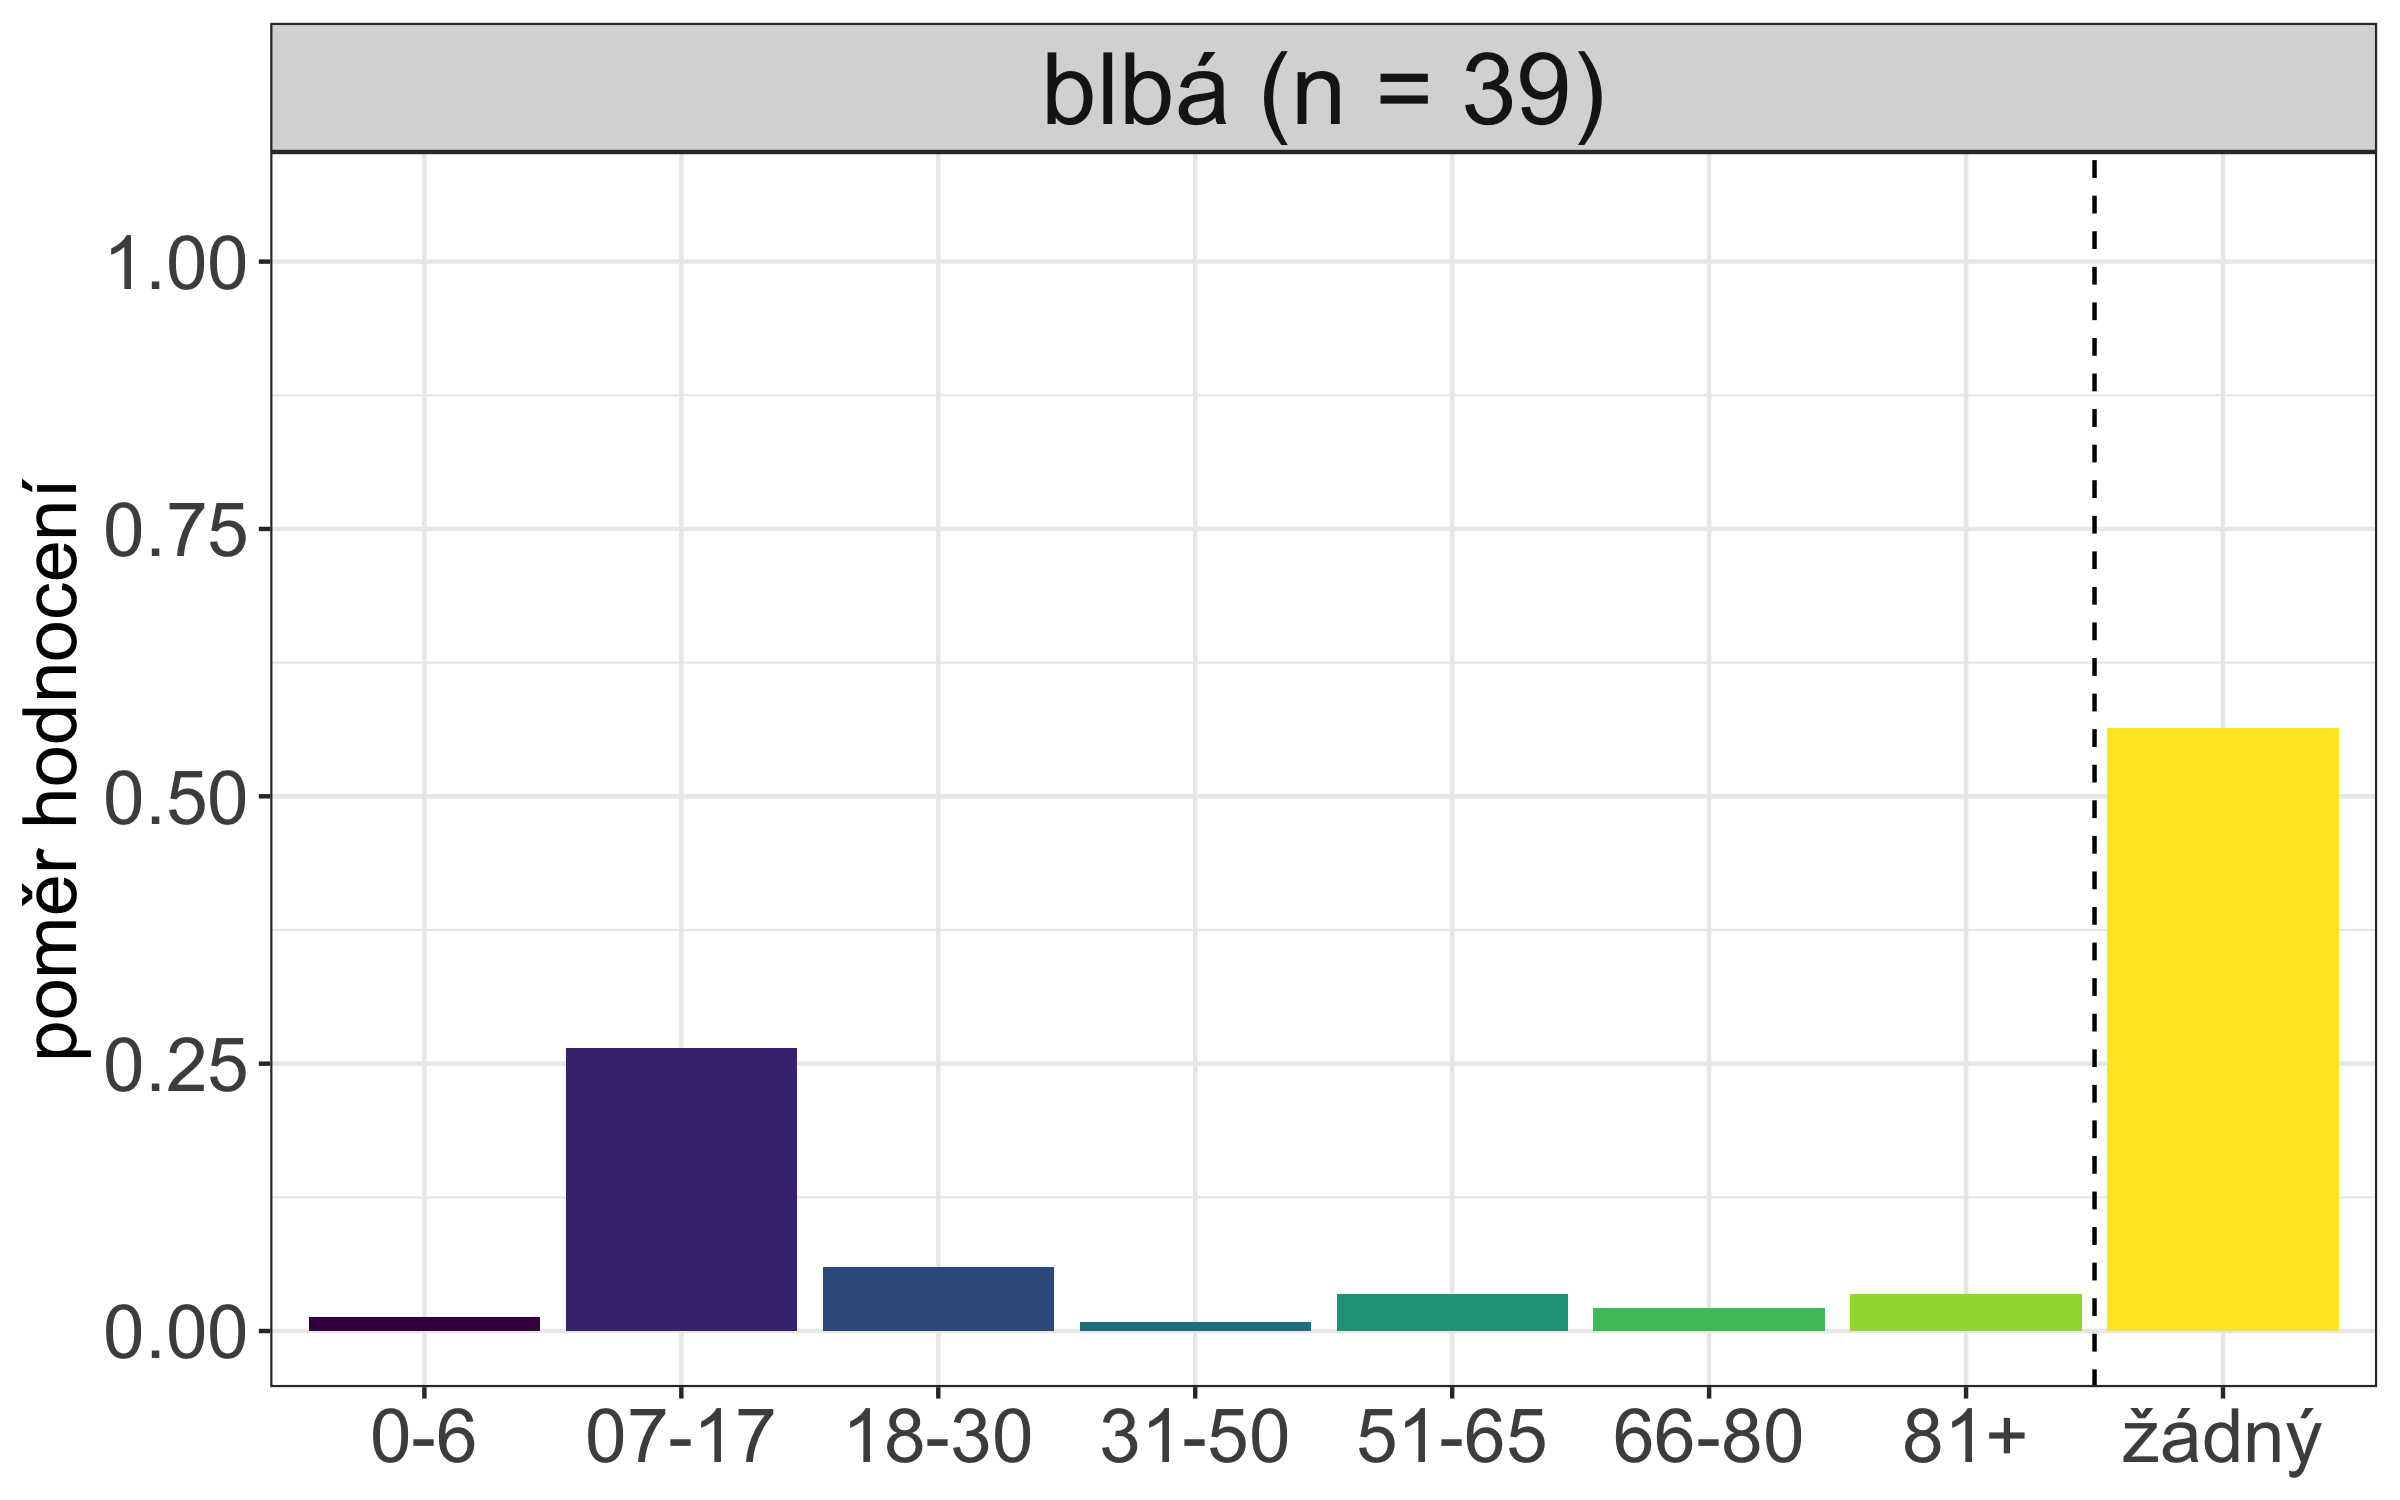 blbá (n = 39)
poměr hodnocení
1.00
0.75
0.50
0.25
0.00
0-6 07-17 18-30 31-50 51-65 66-80 81+ žádný